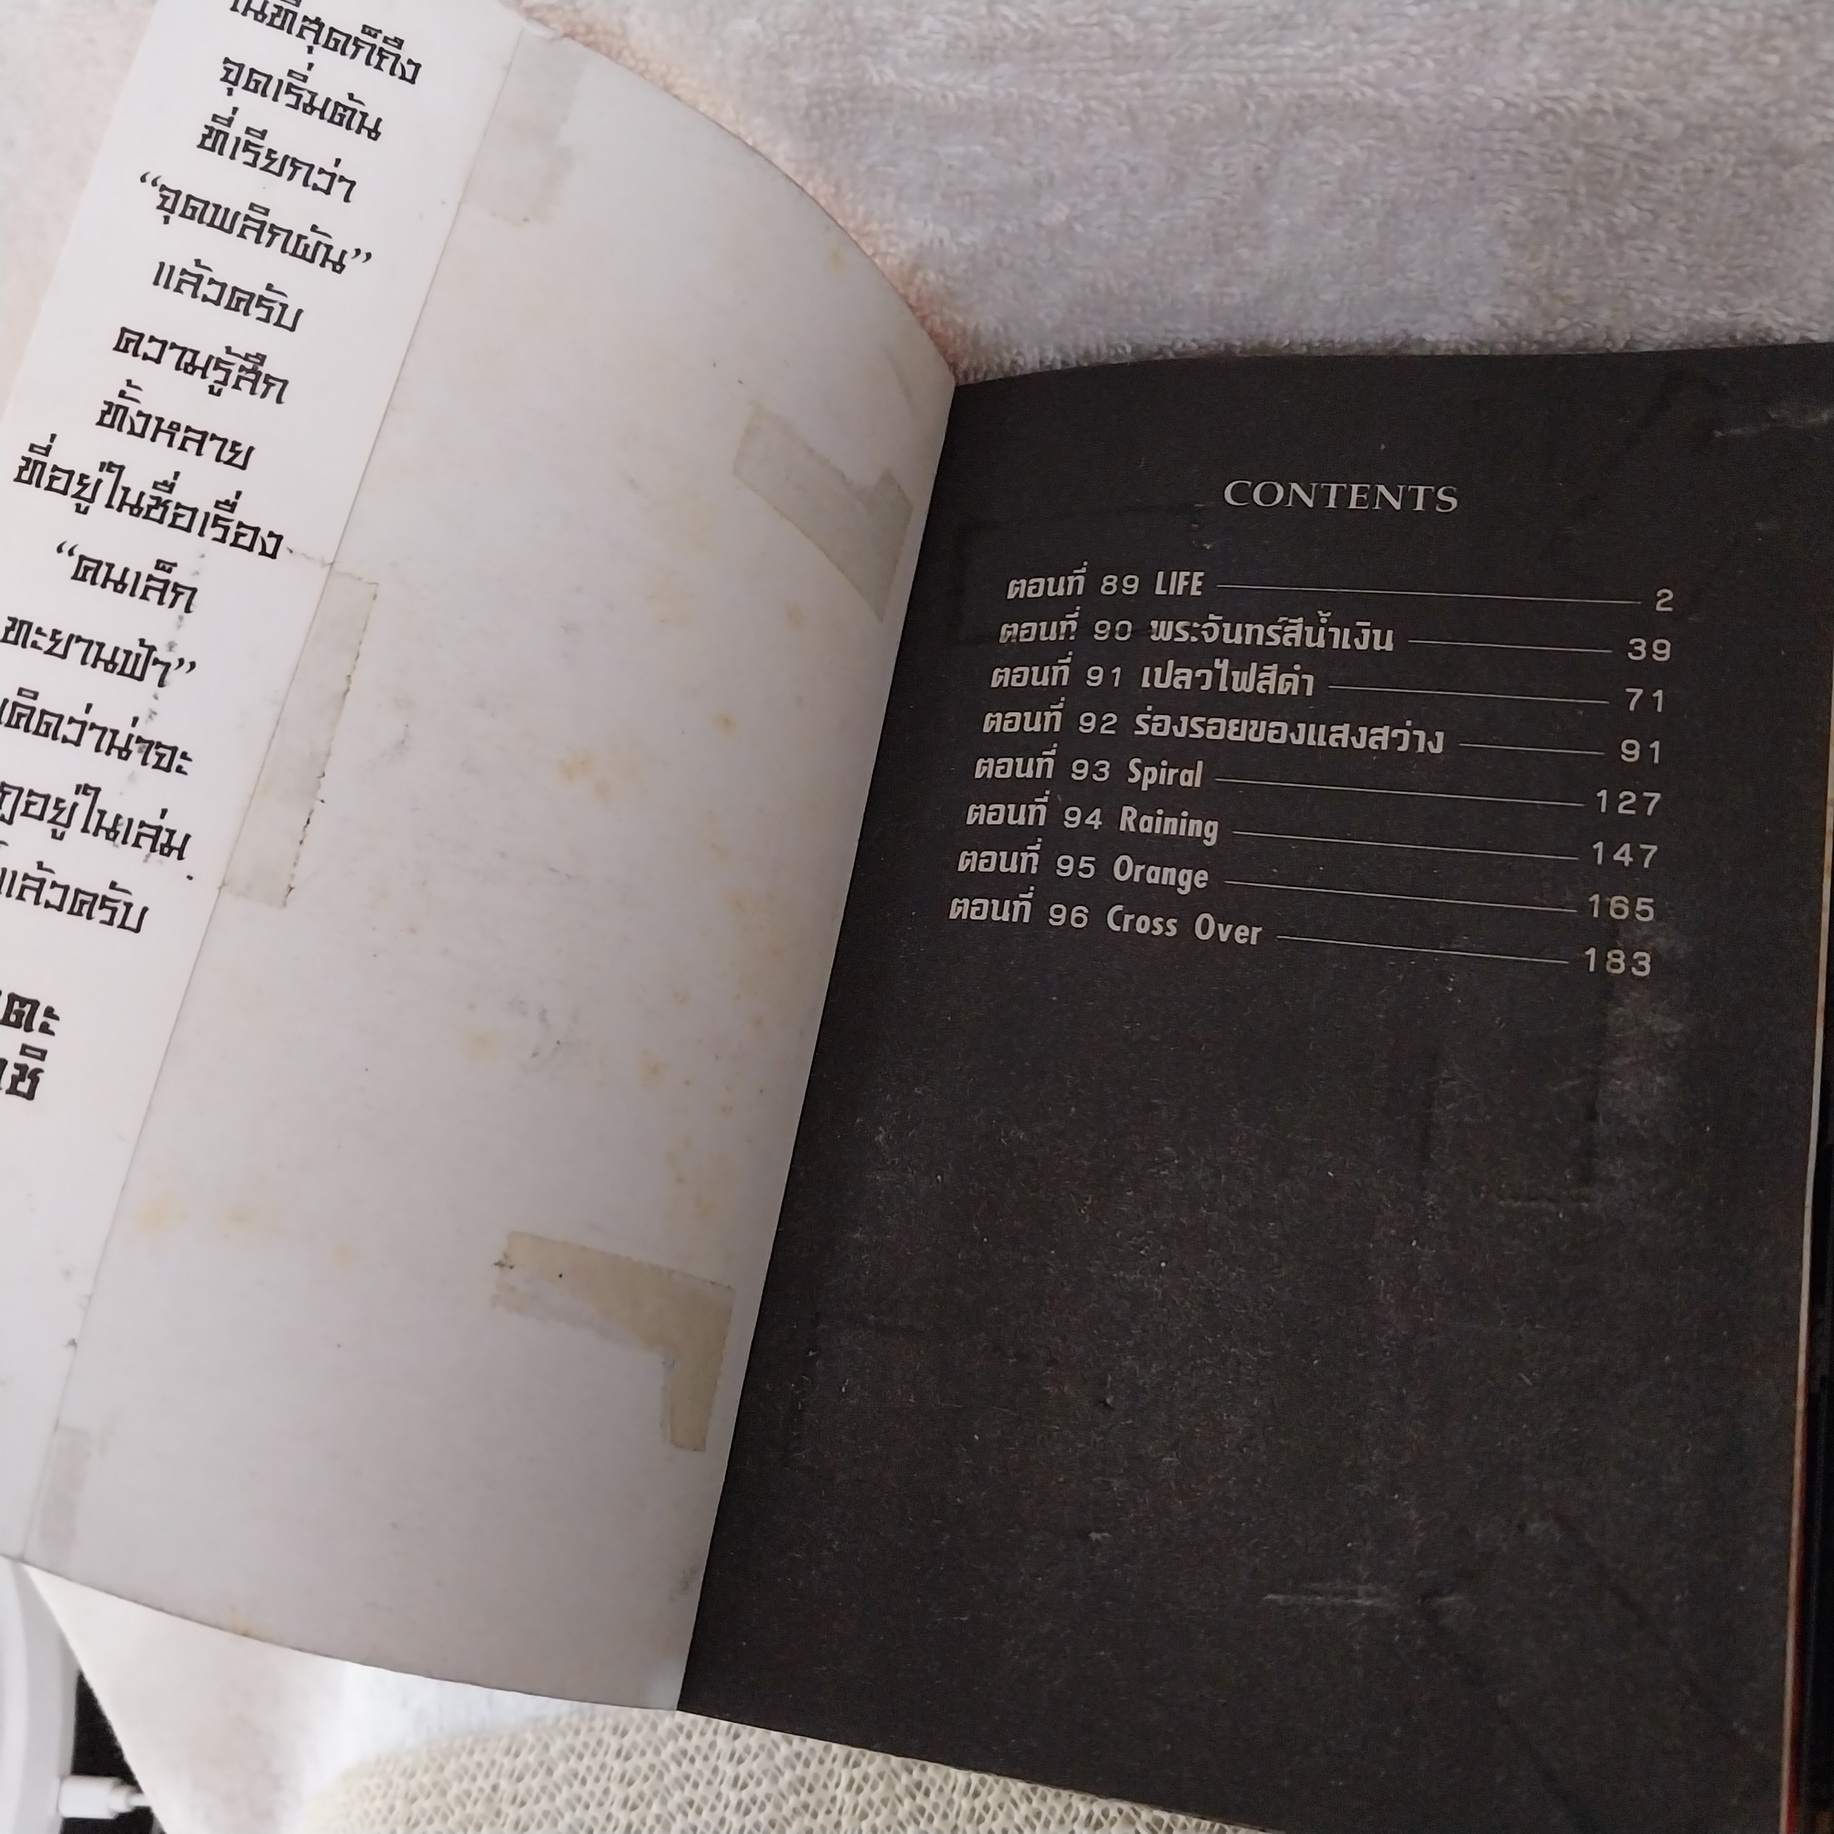 ในที่สุดก็ถึง
จุดเริ่มต้น
ที่เรียกว่า
“จุดพลิกผัน”
แล้วครับ
ความรู้สึก
ทั้งหลาย
ที่อยู่ในชื่อเรื่อง
“คนเล็ก
ทะยานฟ้า”
คิดว่าน่าจะ
อยู่ในเล่ม
แล้วครับ
CONTENTS
ตอนที่ 89 LIFE 2
ตอนที่ 90 พระจันทร์สีน้ำเงิน 39
ตอนที่ 91 เปลวไฟสีดำ 71
ตอนที่ 92 ร่องรอยของแสงสว่าง 91
ตอนที่ 93 Spiral 127
ตอนที่ 94 Raining 147
ตอนที่ 95 Orange 165
ตอนที่ 96 Cross Over 183